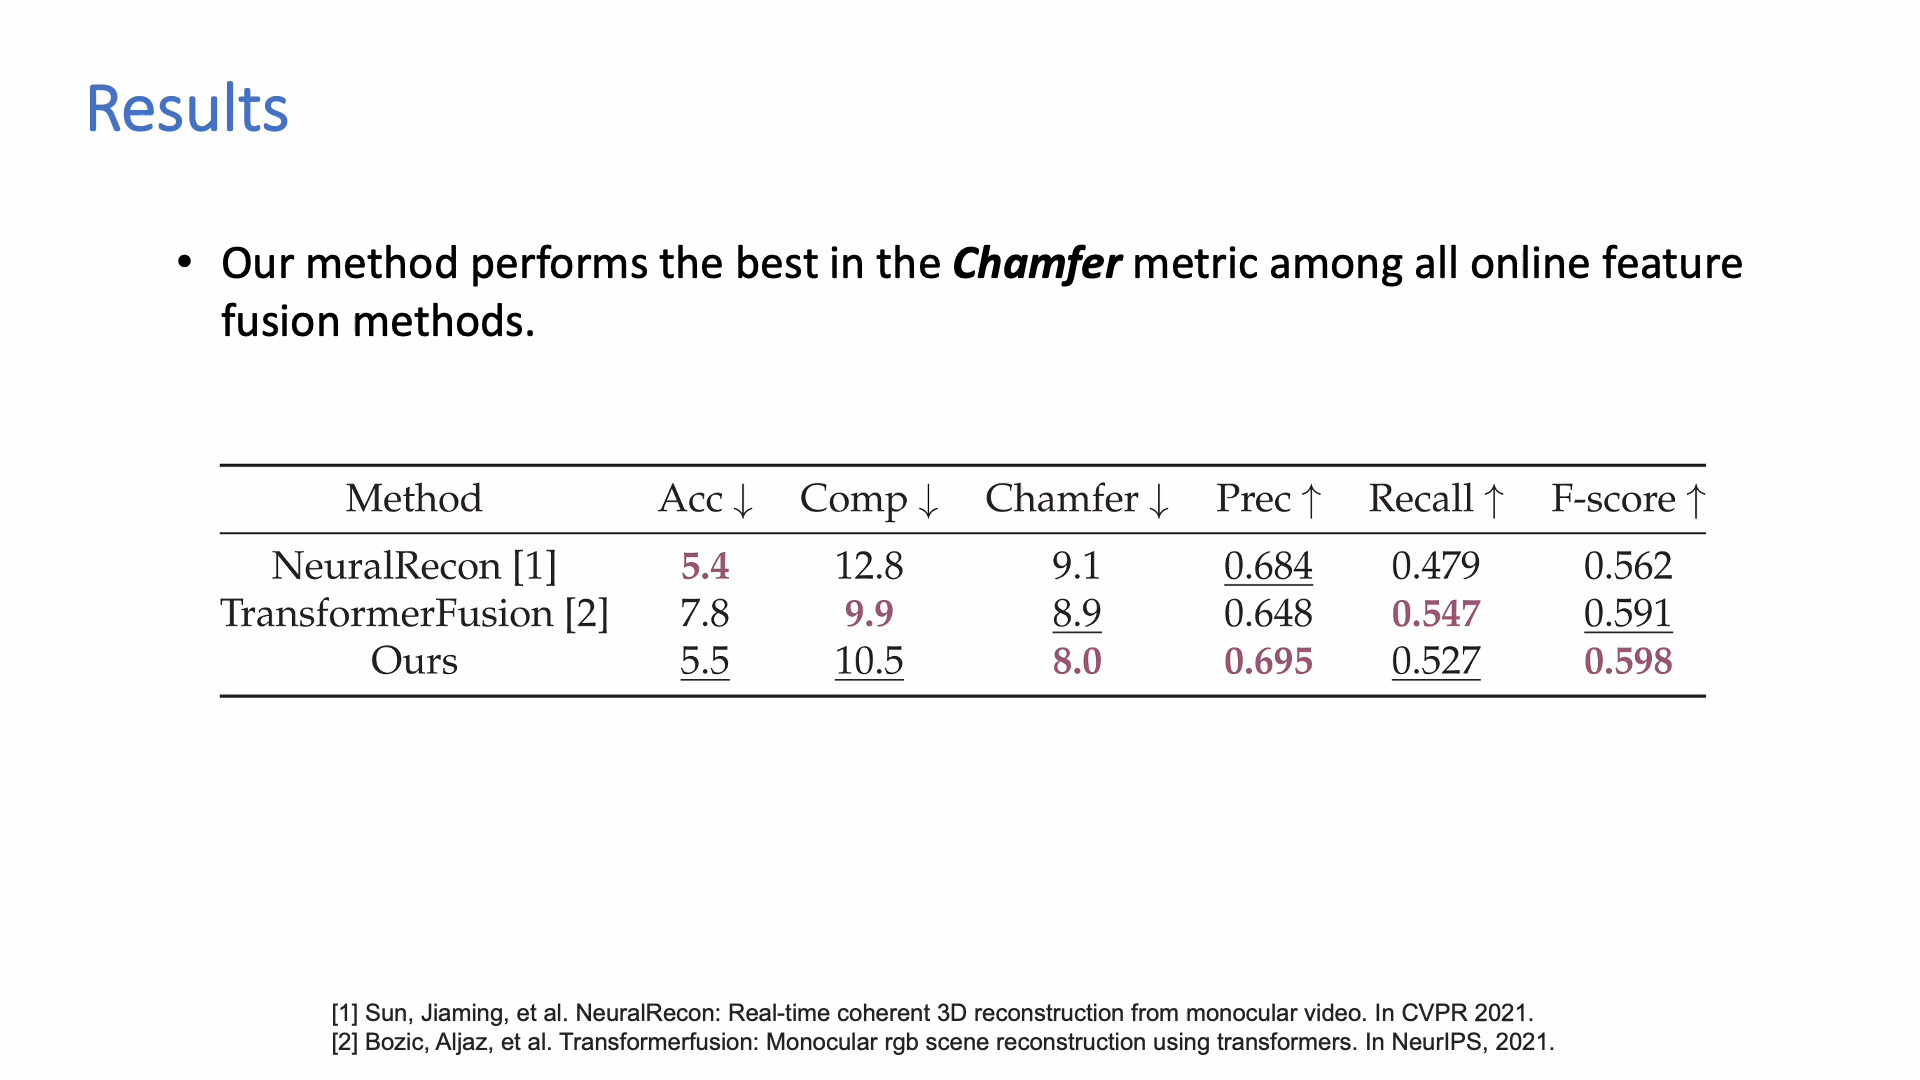 Results
• Our method performs the best in the Chamfer metric among all online feature
fusion methods.
Method Acc ↓ Comp ↓ Chamfer ↓ Prec ↑ Recall ↑ F-score ↑
NeuralRecon [1] 5.4 12.8 9.1 0.684 0.479 0.562
TransformerFusion [2] 7.8 9.9 8.9 0.648 0.547 0.591
Ours 5.5 10.5 8.0 0.695 0.527 0.598
[1] Sun, Jiaming, et al. NeuralRecon: Real-time coherent 3D reconstruction from monocular video. In CVPR 2021.
[2] Bozic, Aljaz, et al. Transformerfusion: Monocular rgb scene reconstruction using transformers. In NeurIPS, 2021.